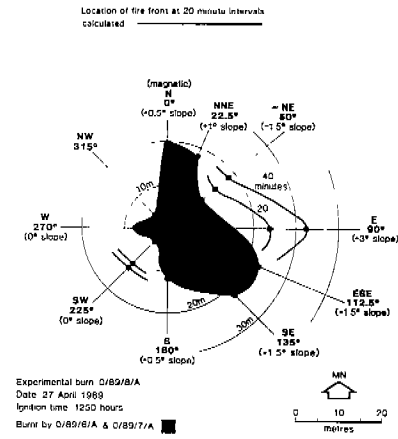 Location of fire front at 20 minute intervals
calculated
(magnetic)
N
0°
(+0.5° slope)
NNE
22.5°
(+1° slope)
~ NE
50°
(-1.5° slope)
NW
315°
40
minutes
20
10m
W
270°
(0° slope)
E
90°
(+3° slope)
ESE
112.5°
(+1.5° slope)
SW
225°
(0° slope)
20m
30m
SE
135°
(+1.5° slope)
S
180°
(+0.5° slope)
Experimental burn 0/89/8/A
Date 27 April 1989
Ignition time 1250 hours
Burnt by 0/89/6/A & 0/89/7/A
MN
0 10 20
metres